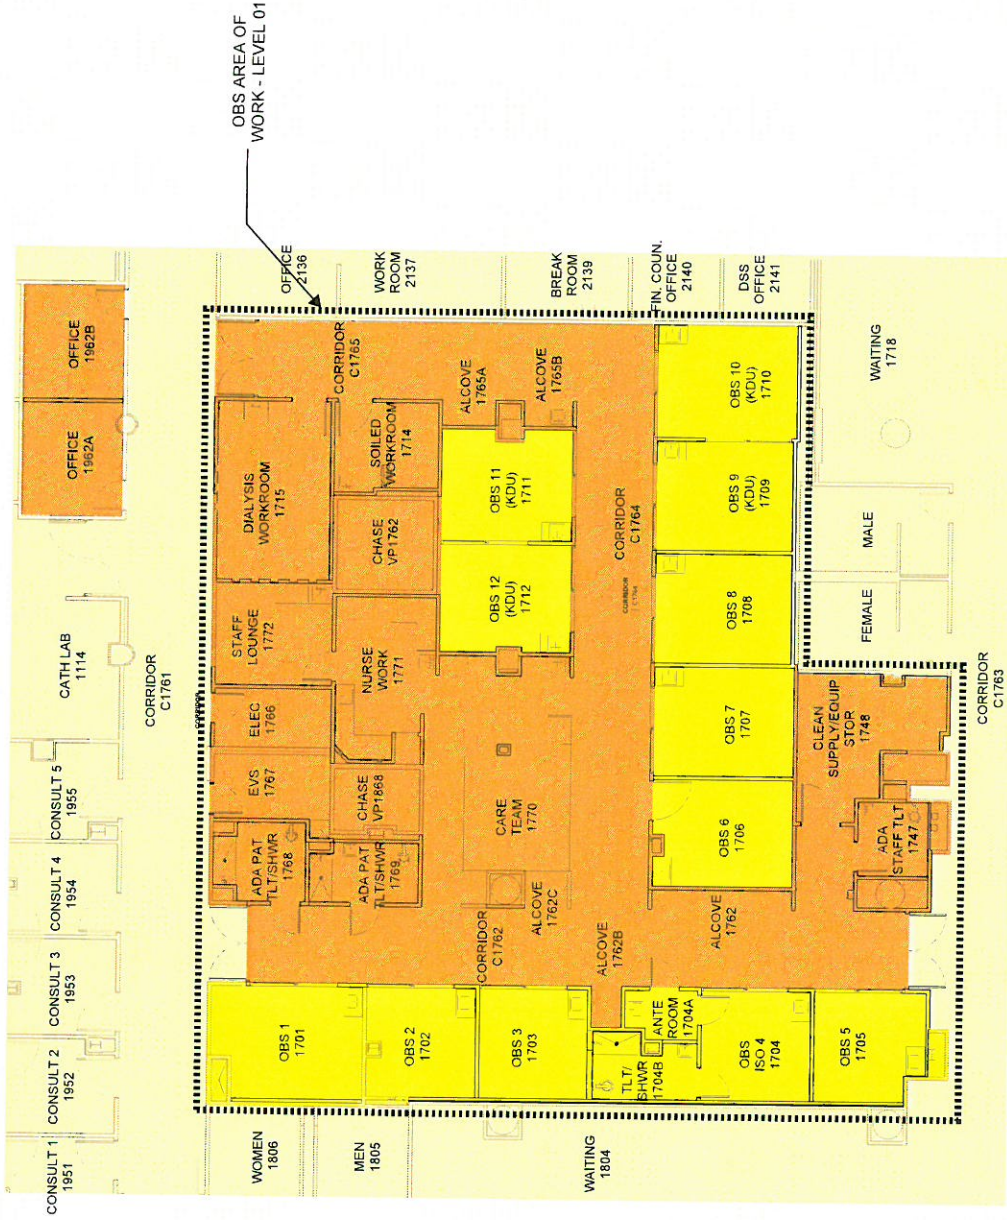 OBS AREA OF
WORK - LEVEL 01
CONSULT 1
1951
CONSULT 2
1952
CONSULT 3
1953
CONSULT 4
1954
CONSULT 5
1955
CATH LAB
1114
OFFICE
1962A
OFFICE
1962B
CORRIDOR
C1761
CORRIDOR
WOMEN
1806
MEN
1805
WAITING
1804
OBS 1
1701
OBS 2
1702
OBS 3
1703
TLT/
SHWR
1704B
ANTE
ROOM
1704A
OBS
ISO 4
1704
OBS 5
1705
ADA PAT
TLT/SHWR
1768
ADA PAT
TLT/SHWR
1769
EVS
1767
ELEC
1766
STAFF
LOUNGE
1772
DIALYSIS
WORKROOM
1715
CHASE
VP1868
NURSE
WORK
1771
CHASE
VP1762
SOILED
WORKROOM
1714
CORRIDOR
C1765
OFFICE
2136
WORK
ROOM
2137
BREAK
ROOM
2139
FIN. COUN.
OFFICE
2140
DSS
OFFICE
2141
CORRIDOR
C1762
ALCOVE
1762C
CARE
TEAM
1770
OBS 12
(KDU)
1712
OBS 11
(KDU)
1711
ALCOVE
1765A
ALCOVE
1765B
ALCOVE
1762B
ALCOVE
1762
CORRIDOR
C1764
CORRIDOR
C1764
OBS 6
1706
OBS 7
1707
OBS 8
1708
OBS 9
(KDU)
1709
OBS 10
(KDU)
1710
ADA
STAFF TLT
1747
CLEAN
SUPPLY/EQUIP
STOR
1748
FEMALE
MALE
WAITING
1718
CORRIDOR
C1763